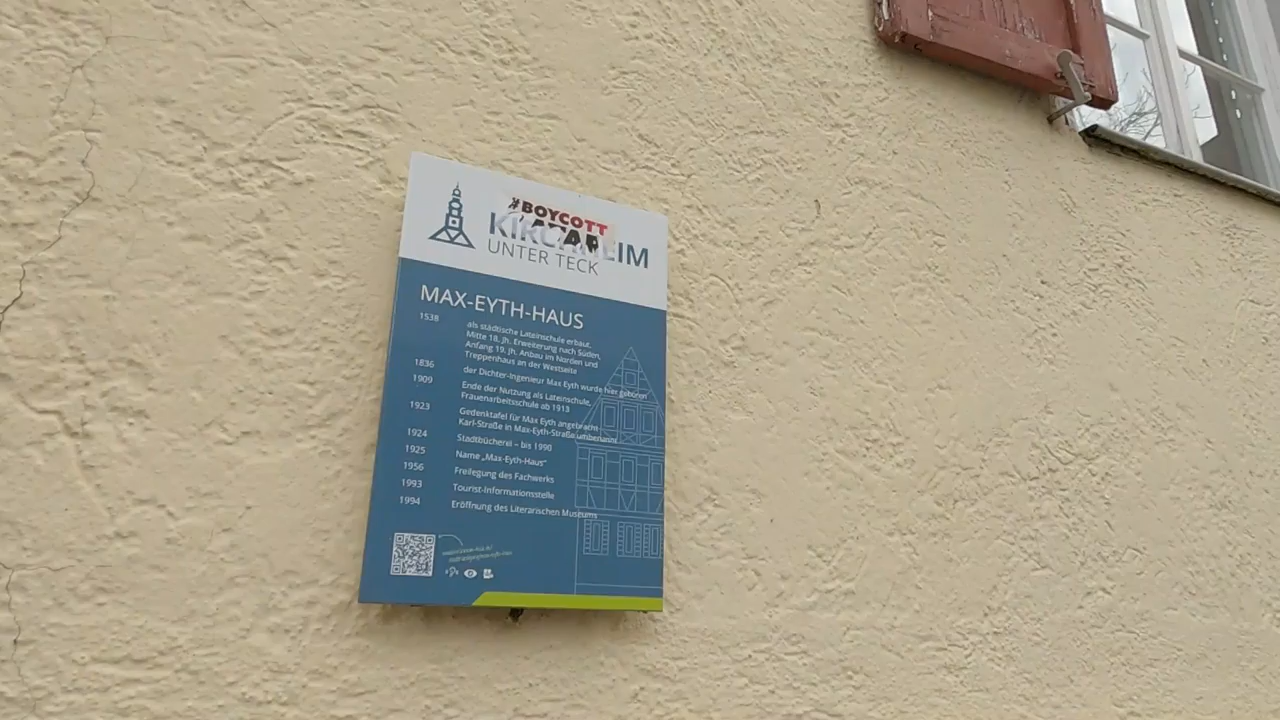 #BOYCOTT
KIRCHHEIM
UNTER TECK
MAX-EYTH-HAUS
1538 als städtische Lateinschule erbaut,
Mitte 18. Jh. Erweiterung nach Süden,
Anfang 19. Jh. Anbau im Norden und
Treppenhaus an der Westseite
1836 der Dichter-Ingenieur Max Eyth wurde hier geboren
1909 Ende der Nutzung als Lateinschule,
Frauenarbeitsschule ab 1913
1923 Gedenktafel für Max Eyth angebracht
Karl-Straße in Max-Eyth-Straße umbenannt
1924 Stadtbücherei – bis 1990
1925 Name „Max-Eyth-Haus"
1956 Freilegung des Fachwerks
1993 Tourist-Informationsstelle
1994 Eröffnung des Literarischen Museums